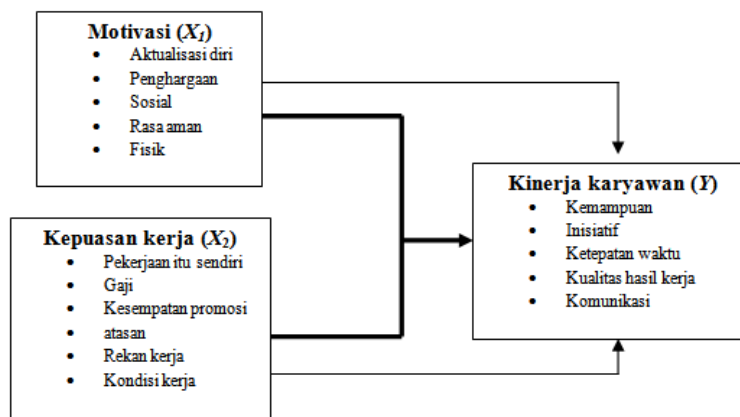 Motivasi (X1)
• Aktualisasi diri
• Penghargaan
• Sosial
• Rasa aman
• Fisik
Kepuasan kerja (X2)
• Pekerjaan itu sendiri
• Gaji
• Kesempatan promosi
• atasan
• Rekan kerja
• Kondisi kerja
Kinerja karyawan (Y)
• Kemampuan
• Inisiatif
• Ketepatan waktu
• Kualitas hasil kerja
• Komunikasi